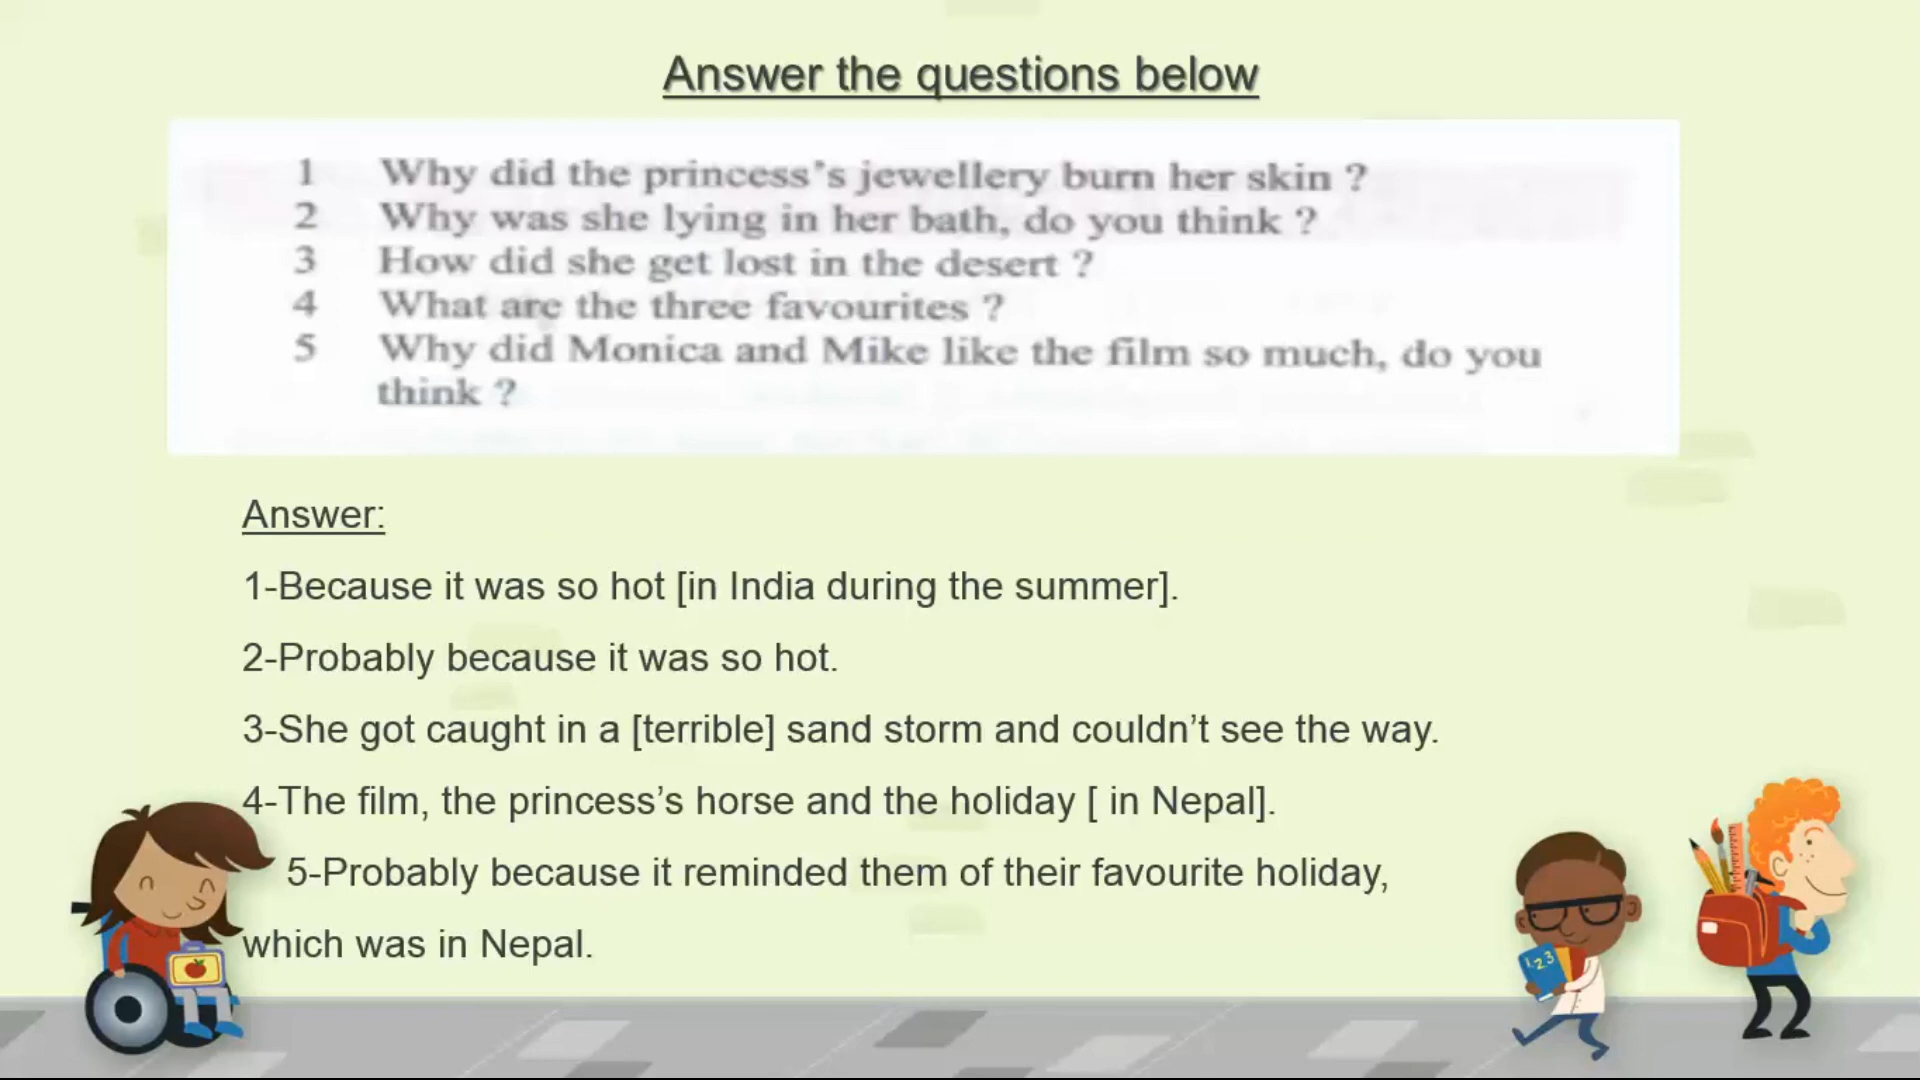 Answer the questions below
1 Why did the princess's jewellery burn her skin ?
2 Why was she lying in her bath, do you think ?
3 How did she get lost in the desert ?
4 What are the three favourites ?
5 Why did Monica and Mike like the film so much, do you
think ?
Answer:
1-Because it was so hot [in India during the summer].
2-Probably because it was so hot.
3-She got caught in a [terrible] sand storm and couldn’t see the way.
4-The film, the princess’s horse and the holiday [ in Nepal].
5-Probably because it reminded them of their favourite holiday,
which was in Nepal.
1,23